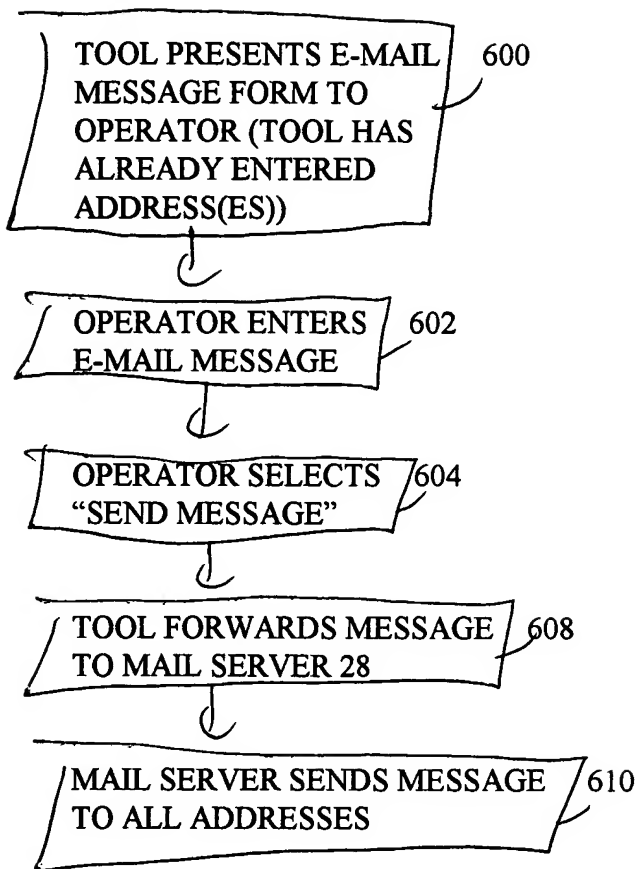 TOOL PRESENTS E-MAIL 600
MESSAGE FORM TO
OPERATOR (TOOL HAS
ALREADY ENTERED
ADDRESS(ES))
OPERATOR ENTERS 602
E-MAIL MESSAGE
OPERATOR SELECTS 604
“SEND MESSAGE”
TOOL FORWARDS MESSAGE 608
TO MAIL SERVER 28
MAIL SERVER SENDS MESSAGE 610
TO ALL ADDRESSES